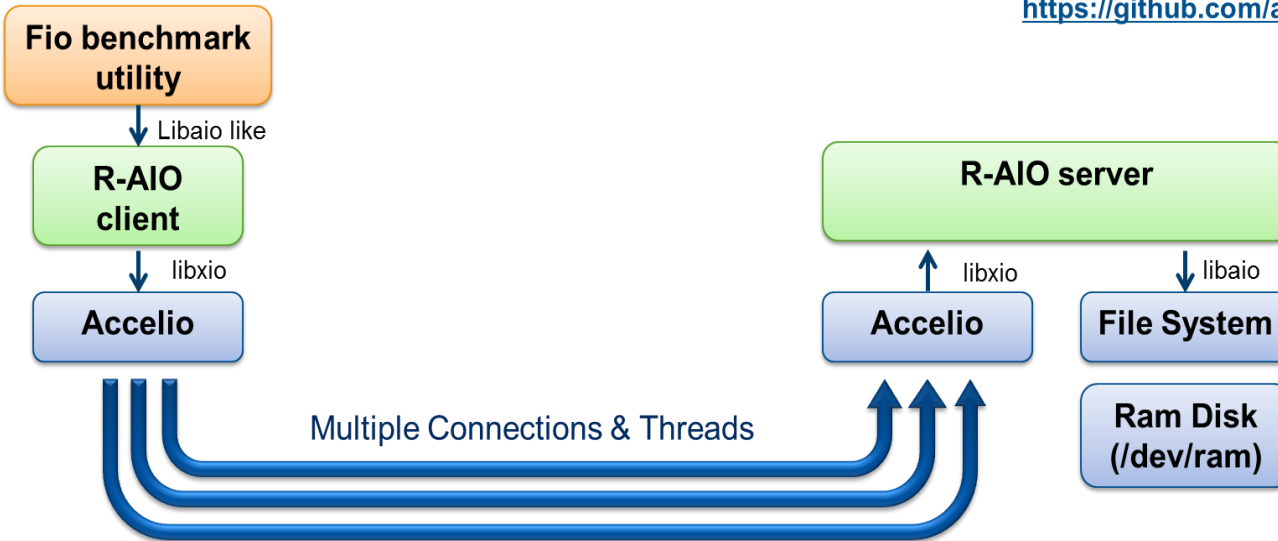 https://github.com/a
Fio benchmark
utility
Libaio like
R-AIO
client
libxio
Accelio
Multiple Connections & Threads
R-AIO server
libxio
libaio
Accelio
File System
Ram Disk
(/dev/ram)